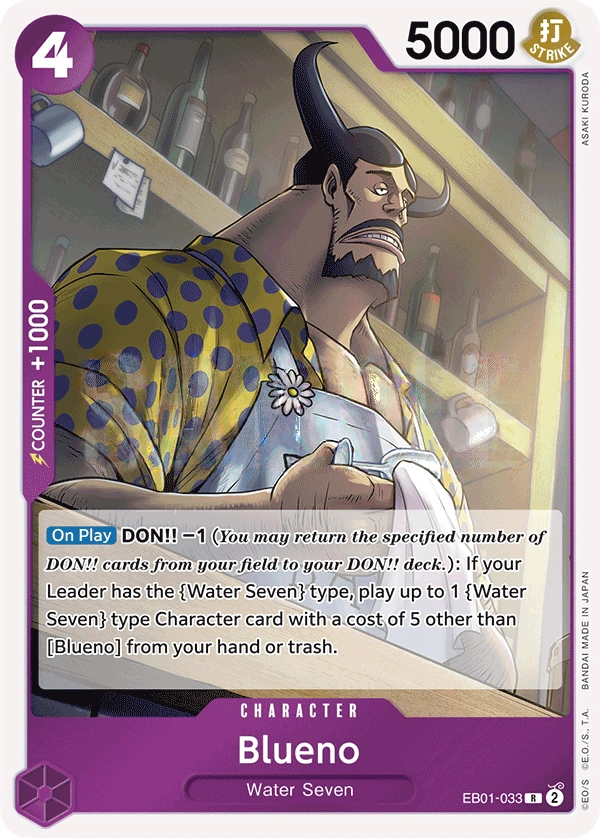 4
5000
打
STRIKE
ASAKI KURODA
COUNTER +1000
On Play DON!! −1 (You may return the specified number of
DON!! cards from your field to your DON!! deck.): If your
Leader has the {Water Seven} type, play up to 1 {Water
Seven} type Character card with a cost of 5 other than
[Blueno] from your hand or trash.
CHARACTER
Blueno
Water Seven
EB01-033 R 2
©EO/S ©E.O./S., T.A. BANDAI MADE IN JAPAN